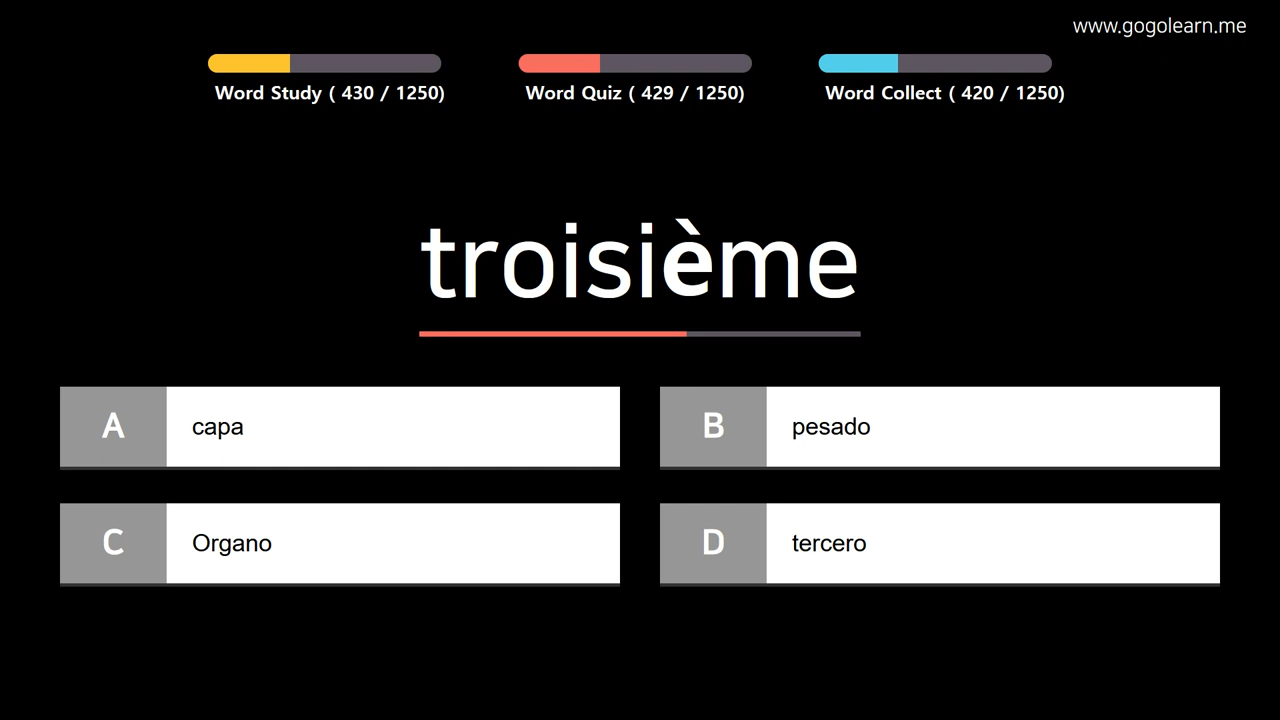 www.gogolearn.me
Word Study ( 430 / 1250)
Word Quiz ( 429 / 1250)
Word Collect ( 420 / 1250)
troisième
A capa
B pesado
C Organo
D tercero